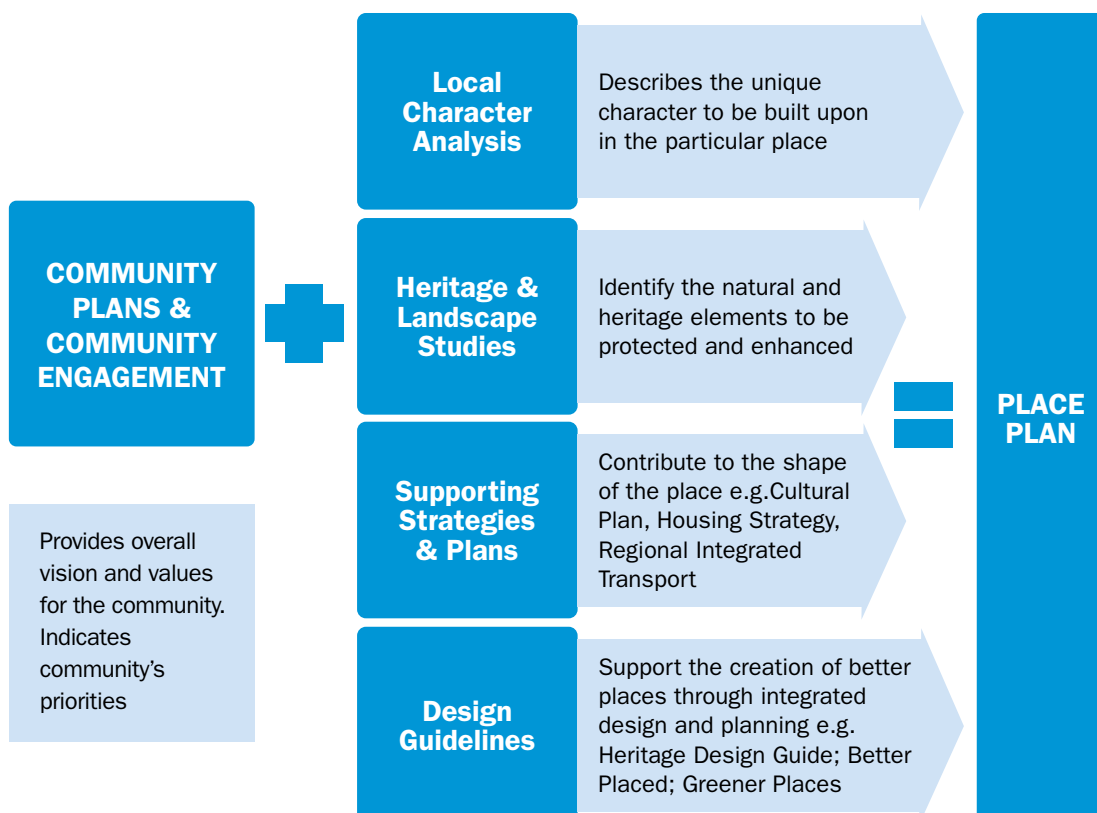 COMMUNITY
PLANS &
COMMUNITY
ENGAGEMENT
Provides overall
vision and values
for the community.
Indicates
community’s
priorities
Local
Character
Analysis
Describes the unique
character to be built upon
in the particular place
Heritage &
Landscape
Studies
Identify the natural and
heritage elements to be
protected and enhanced
Supporting
Strategies
& Plans
Contribute to the shape
of the place e.g.Cultural
Plan, Housing Strategy,
Regional Integrated
Transport
Design
Guidelines
Support the creation of better
places through integrated
design and planning e.g.
Heritage Design Guide; Better
Placed; Greener Places
PLACE
PLAN